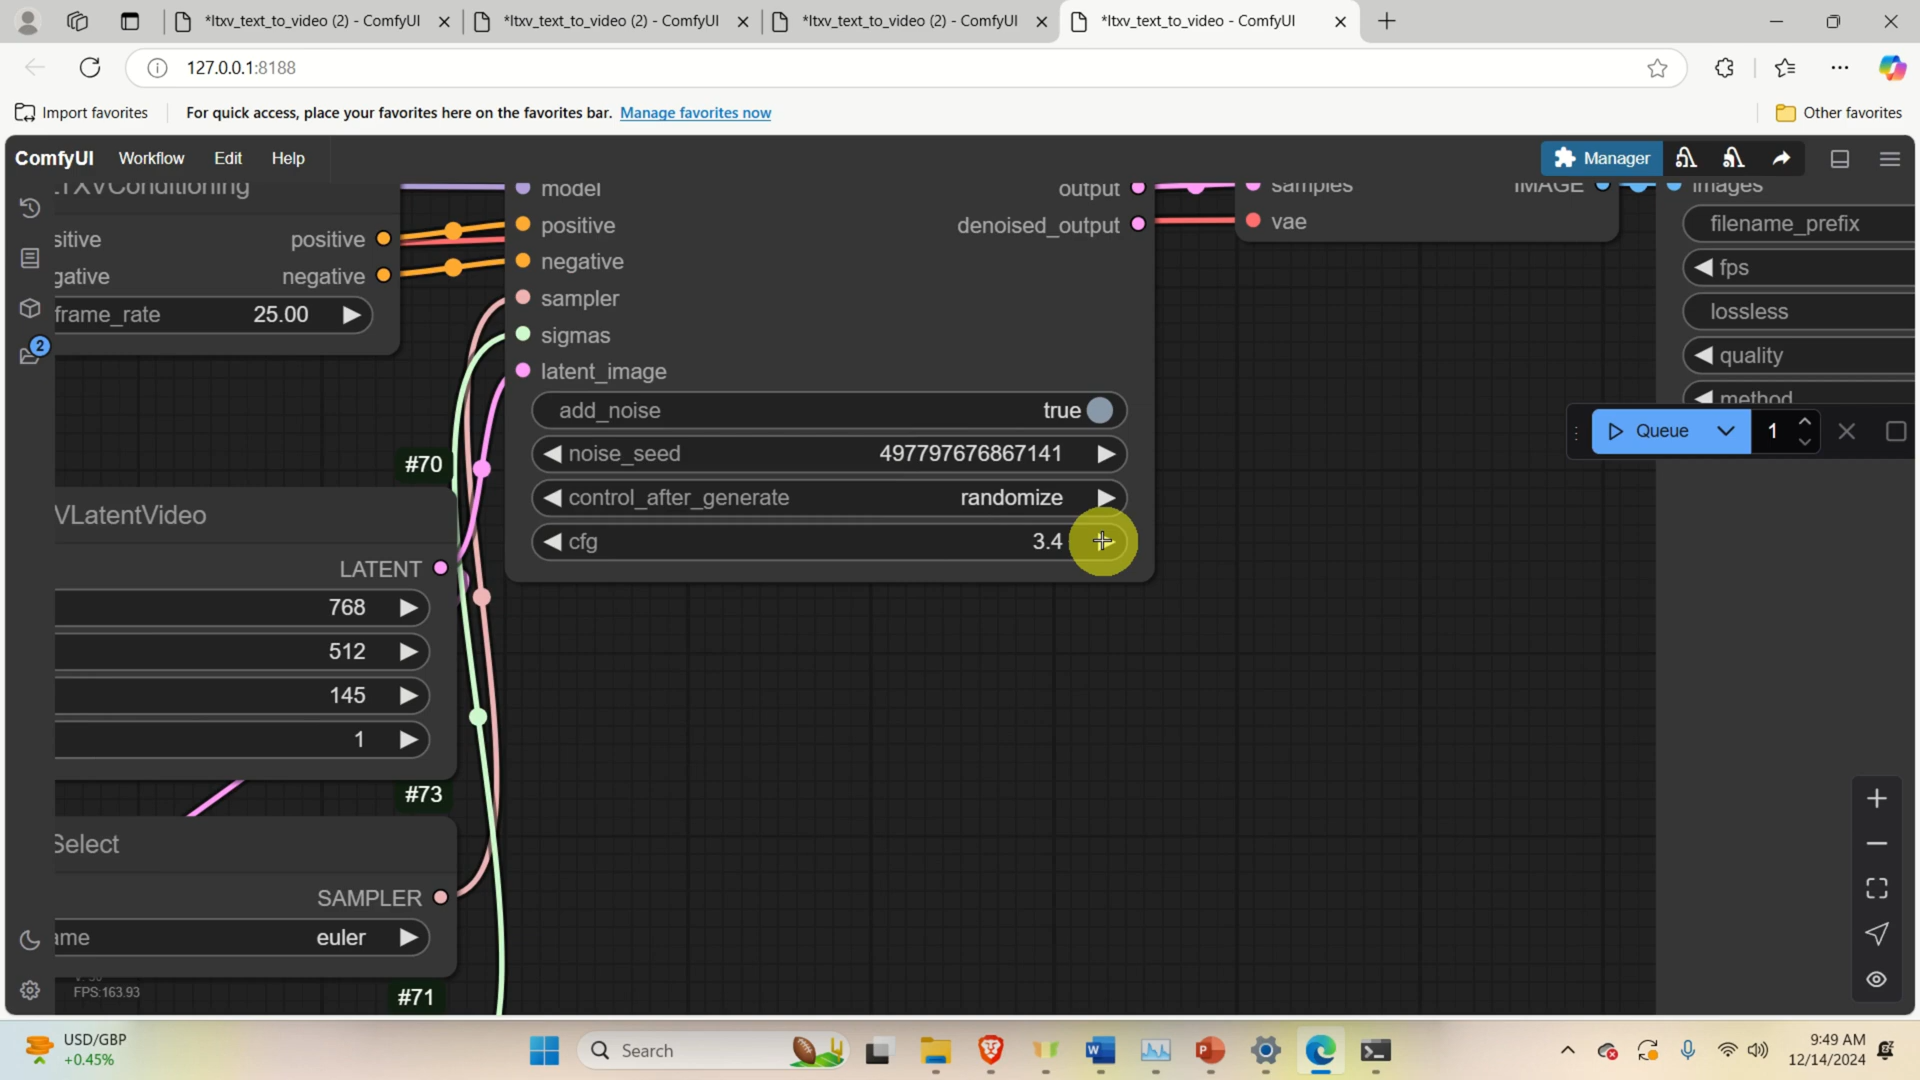 *ltxv_text_to_video (2) - ComfyUI
*ltxv_text_to_video (2) - ComfyUI
*ltxv_text_to_video (2) - ComfyUI
*ltxv_text_to_video - ComfyUI
127.0.0.1:8188
Import favorites
For quick access, place your favorites here on the favorites bar. Manage favorites now
Other favorites
ComfyUI
Workflow
Edit
Help
Manager
2
LTXVConditioning
sitive
positive
gative
negative
frame_rate 25.00
model
positive
negative
sampler
sigmas
latent_image
output
denoised_output
add_noise true
noise_seed 497797676867141
control_after_generate randomize
cfg 3.4
samples
vae
IMAGE
images
filename_prefix
fps
lossless
quality
method
Queue
1
#70
VLatentVideo
LATENT
768
512
145
1
#73
Select
SAMPLER
ame euler
FPS:163.93
#71
USD/GBP
+0.45%
Search
9:49 AM
12/14/2024